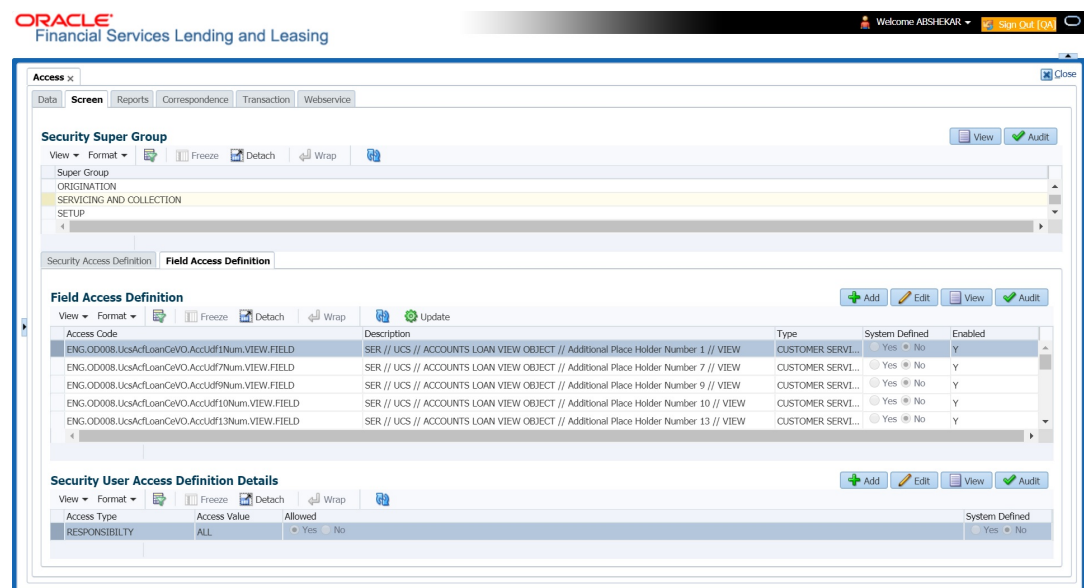 ORACLE
Financial Services Lending and Leasing
Welcome ABSHEKAR
Sign Out [QA]
Access ×
Close
Data Screen Reports Correspondence Transaction Webservice
Security Super Group
View Audit
View Format Freeze Detach Wrap
Super Group
ORIGINATION
SERVICING AND COLLECTION
SETUP
Security Access Definition Field Access Definition
Field Access Definition
Add Edit View Audit
View Format Freeze Detach Wrap Update
Access Code Description Type System Defined Enabled
ENG.OD008.UcsAcfLoanCeVO.AccUdf1Num.VIEW.FIELD SER // UCS // ACCOUNTS LOAN VIEW OBJECT // Additional Place Holder Number 1 // VIEW CUSTOMER SERVI... Yes No Y
ENG.OD008.UcsAcfLoanCeVO.AccUdf7Num.VIEW.FIELD SER // UCS // ACCOUNTS LOAN VIEW OBJECT // Additional Place Holder Number 7 // VIEW CUSTOMER SERVI... Yes No Y
ENG.OD008.UcsAcfLoanCeVO.AccUdf9Num.VIEW.FIELD SER // UCS // ACCOUNTS LOAN VIEW OBJECT // Additional Place Holder Number 9 // VIEW CUSTOMER SERVI... Yes No Y
ENG.OD008.UcsAcfLoanCeVO.AccUdf10Num.VIEW.FIELD SER // UCS // ACCOUNTS LOAN VIEW OBJECT // Additional Place Holder Number 10 // VIEW CUSTOMER SERVI... Yes No Y
ENG.OD008.UcsAcfLoanCeVO.AccUdf13Num.VIEW.FIELD SER // UCS // ACCOUNTS LOAN VIEW OBJECT // Additional Place Holder Number 13 // VIEW CUSTOMER SERVI... Yes No Y
Security User Access Definition Details
Add Edit View Audit
View Format Freeze Detach Wrap
Access Type Access Value Allowed System Defined
RESPONSIBILTY ALL Yes No Yes No